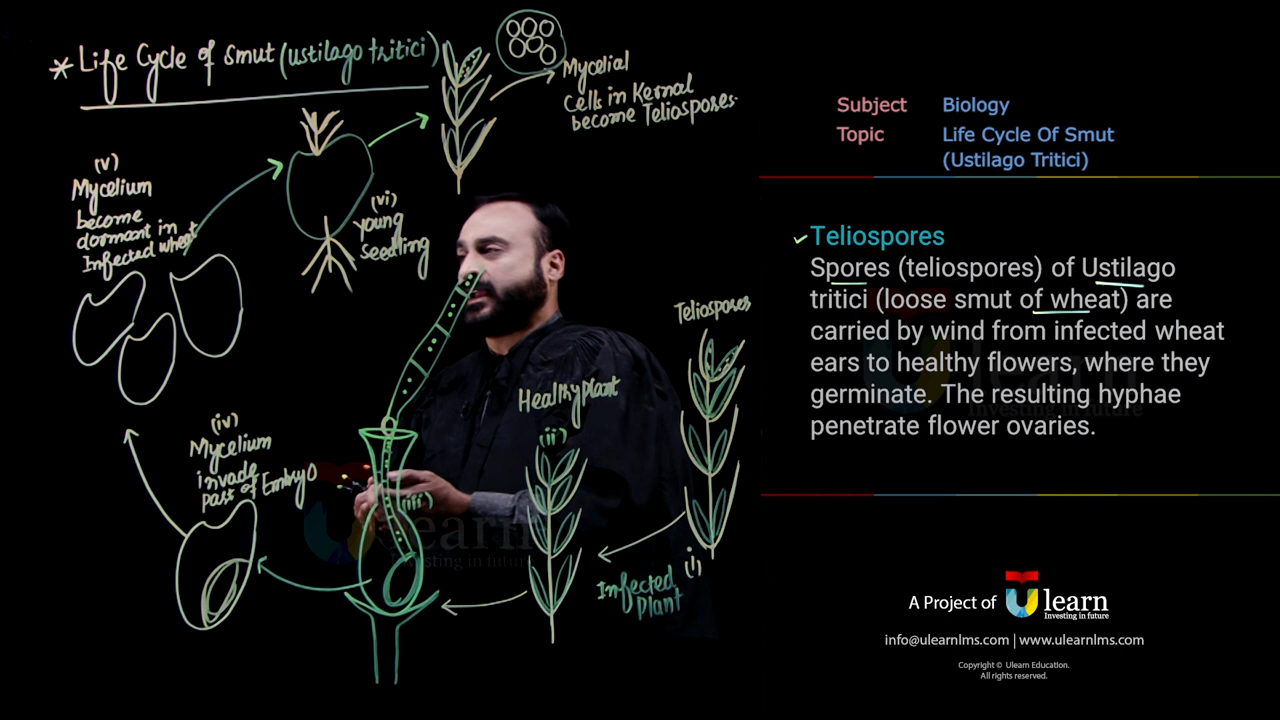 * Life Cycle of Smut (ustilago tritici)
Mycelial
Cells in Kernal
become Teliospores.
(v)
Mycelium
become
dormant in
Infected wheat
(vi)
young
Seedling
Teliospores
Healthy plant
(ii)
(iv)
Mycelium
invade
part of Embryo
(iii)
(i)
Infected
plant
Subject Biology
Topic Life Cycle Of Smut
(Ustilago Tritici)
Teliospores
Spores (teliospores) of Ustilago
tritici (loose smut of wheat) are
carried by wind from infected wheat
ears to healthy flowers, where they
germinate. The resulting hyphae
penetrate flower ovaries.
learn
Investing in future
A Project of Ulearn
Investing in future
info@ulearnlms.com | www.ulearnlms.com
Copyright © Ulearn Education.
All rights reserved.